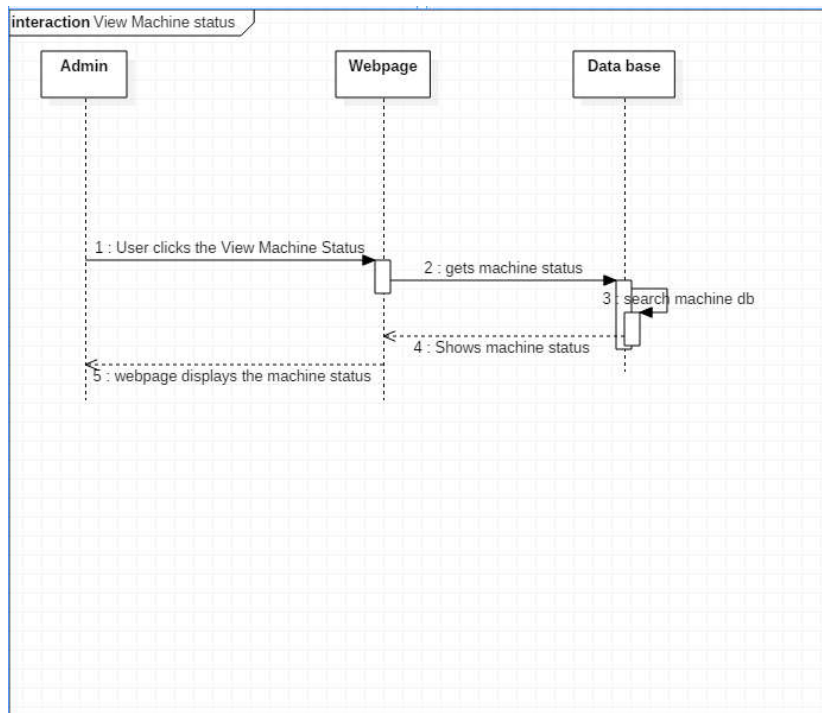 interaction View Machine status
Admin
Webpage
Data base
1 : User clicks the View Machine Status
2 : gets machine status
3 : search machine db
4 : Shows machine status
5 : webpage displays the machine status